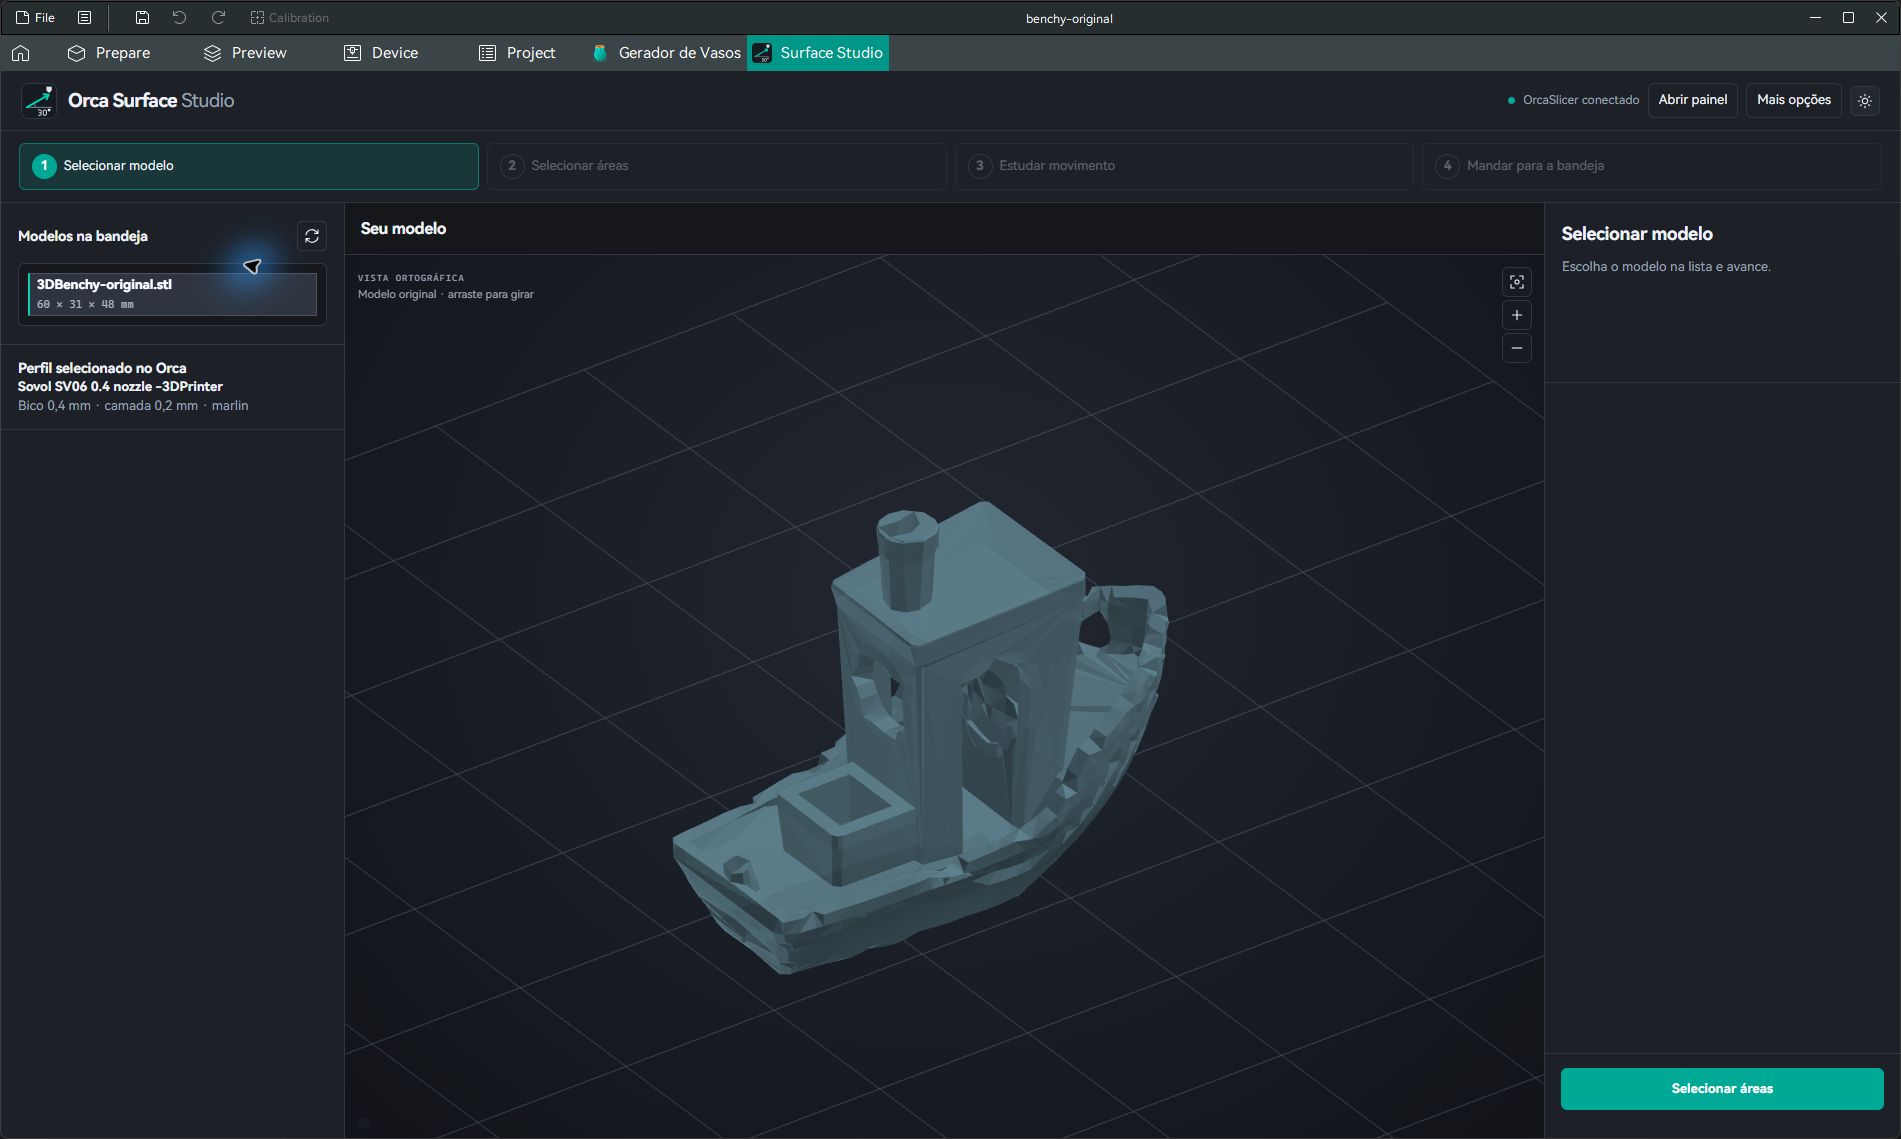 File
Calibration
benchy-original
Prepare
Preview
Device
Project
Gerador de Vasos
Surface Studio
30°
Orca Surface Studio
OrcaSlicer conectado
Abrir painel
Mais opções
1 Selecionar modelo
2 Selecionar áreas
3 Estudar movimento
4 Mandar para a bandeja
Modelos na bandeja
3DBenchy-original.stl
60 × 31 × 48 mm
Perfil selecionado no Orca
Sovol SV06 0.4 nozzle -3DPrinter
Bico 0,4 mm · camada 0,2 mm · marlin
Seu modelo
VISTA ORTOGRÁFICA
Modelo original · arraste para girar
Selecionar modelo
Escolha o modelo na lista e avance.
Selecionar áreas